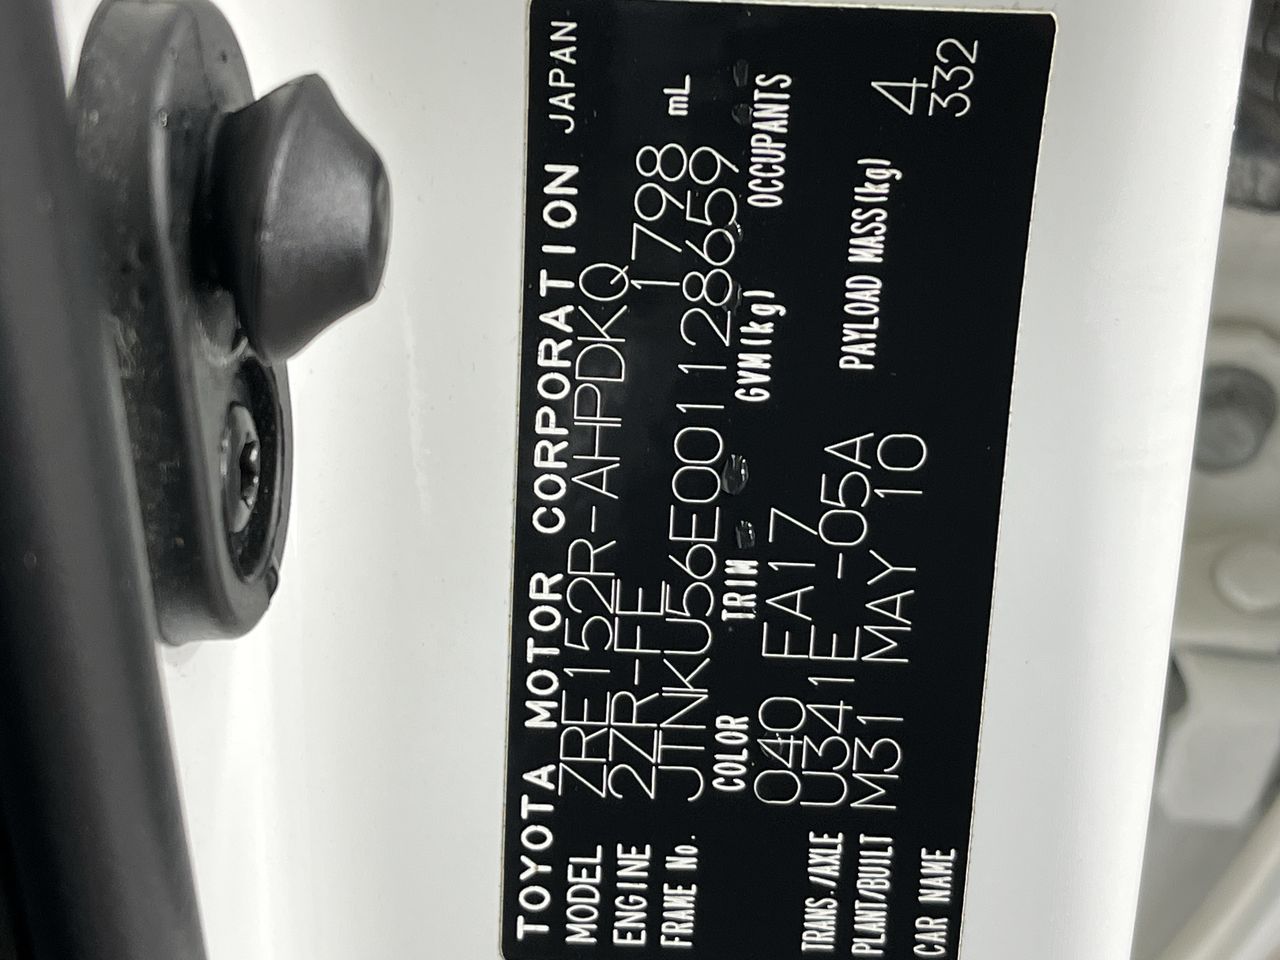 TOYOTA MOTOR CORPORATION JAPAN
MODEL ZRE152R-AHPDKQ
ENGINE 2ZR-FE 1798 mL
FRAME No. JTNKU56E001128659
COLOR TRIM GVM(kg) OCCUPANTS
040 FA17
TRANS./AXLE U341E -05A PAYLOAD MASS(kg) 4
PLANT/BUILT M31 MAY 10 332
CAR NAME